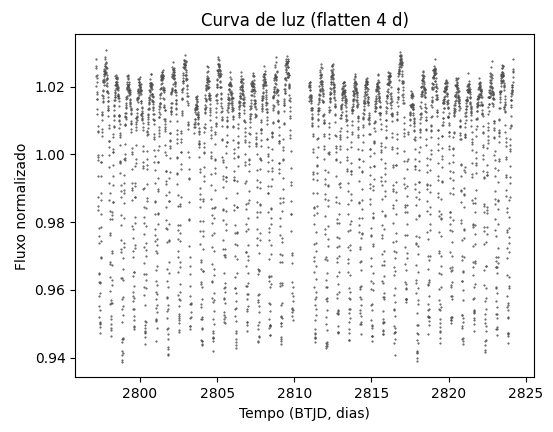 Curva de luz (flatten 4 d)
Fluxo normalizado
1.02
1.00
0.98
0.96
0.94
2800 2805 2810 2815 2820 2825
Tempo (BTJD, dias)